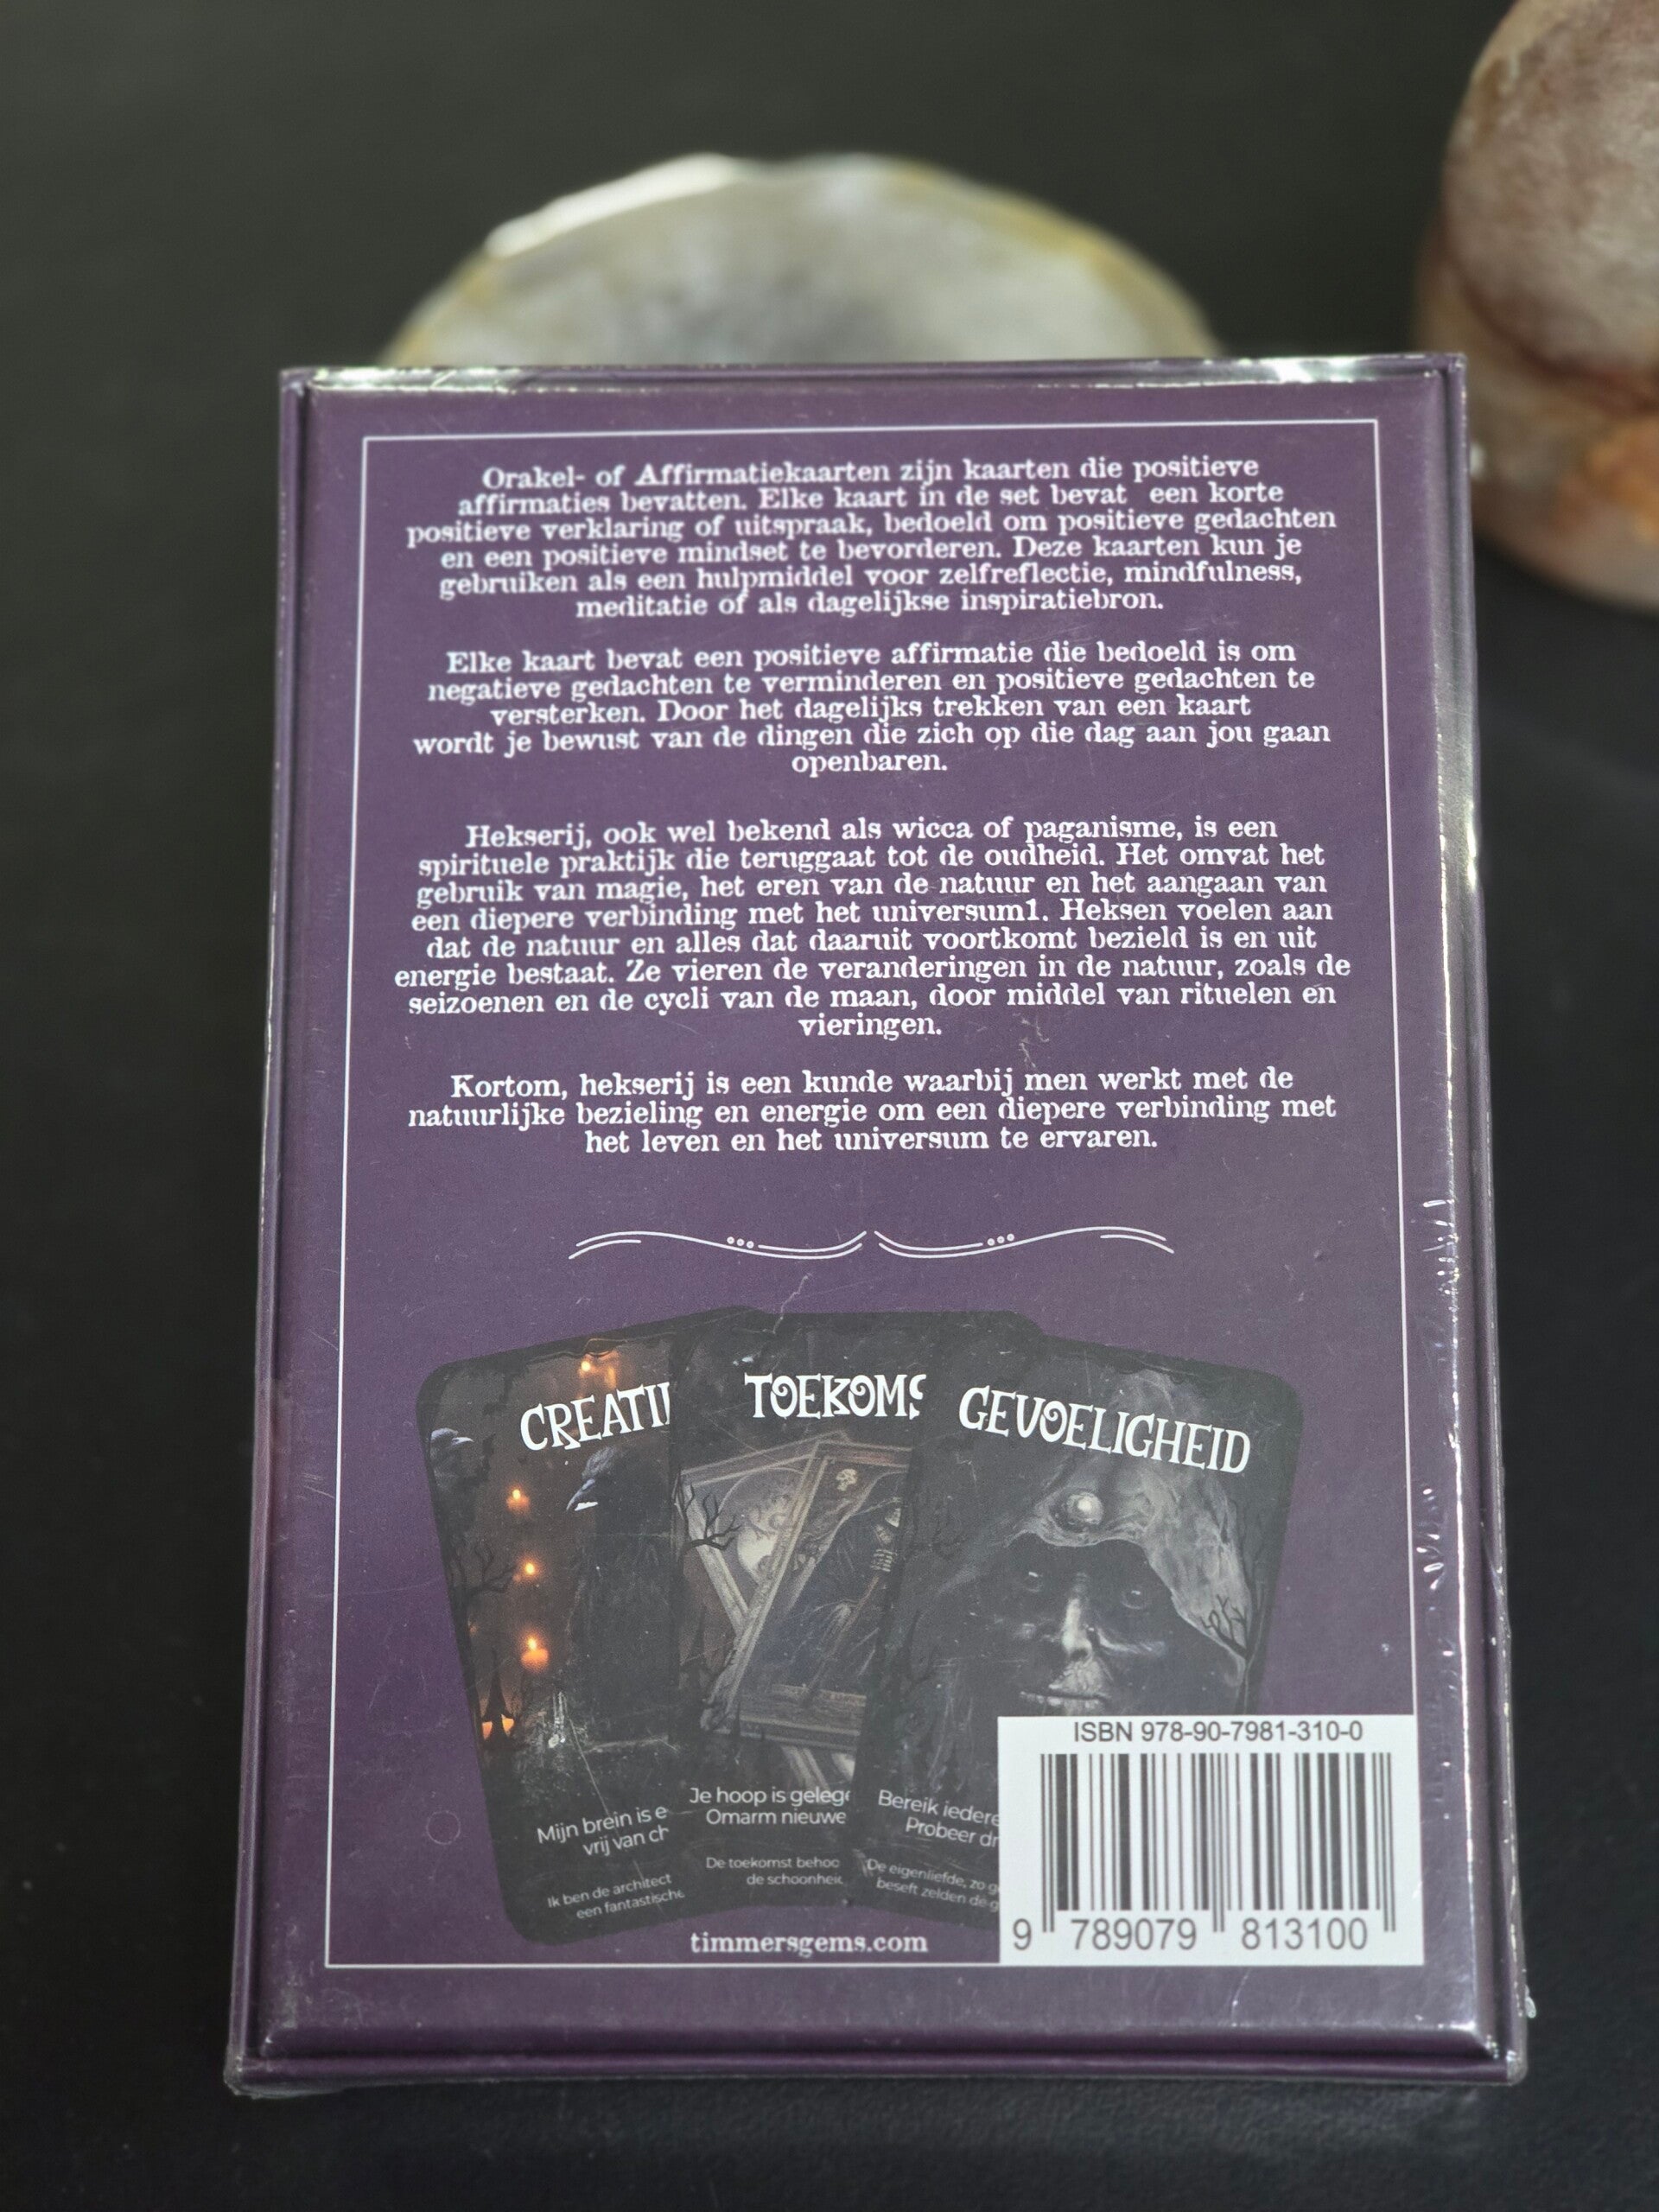 Orakel- of Affirmatiekaarten zijn kaarten die positieve
affirmaties bevatten. Elke kaart in de set bevat een korte
positieve verklaring of uitspraak, bedoeld om positieve gedachten
en een positieve mindset te bevorderen. Deze kaarten kun je
gebruiken als een hulpmiddel voor zelfreflectie, mindfulness,
meditatie of als dagelijkse inspiratiebron.
Elke kaart bevat een positieve affirmatie die bedoeld is om
negatieve gedachten te verminderen en positieve gedachten te
versterken. Door het dagelijks trekken van een kaart
wordt je bewust van de dingen die zich op die dag aan jou gaan
openbaren.
Hekserij, ook wel bekend als wicca of paganisme, is een
spirituele praktijk die teruggaat tot de oudheid. Het omvat het
gebruik van magie, het eren van de natuur en het aangaan van
een diepere verbinding met het universum1. Heksen voelen aan
dat de natuur en alles dat daaruit voortkomt bezield is en uit
energie bestaat. Ze vieren de veranderingen in de natuur, zoals de
seizoenen en de cycli van de maan, door middel van rituelen en
vieringen.
Kortom, hekserij is een kunde waarbij men werkt met de
natuurlijke bezieling en energie om een diepere verbinding met
het leven en het universum te ervaren.
CREATI
Mijn brein is e
vrij van ch
Ik ben de architect
een fantastische
TOEKOMS
Je hoop is geleg
Omarm nieuwe
De toekomst behoo
de schoonhei
GEVOELIGHEID
Bereik iedere
Probeer dr
De eigenliefde, zo g
beseft zelden de g
timmersgems.com
ISBN 978-90-7981-310-0
9 789079 813100